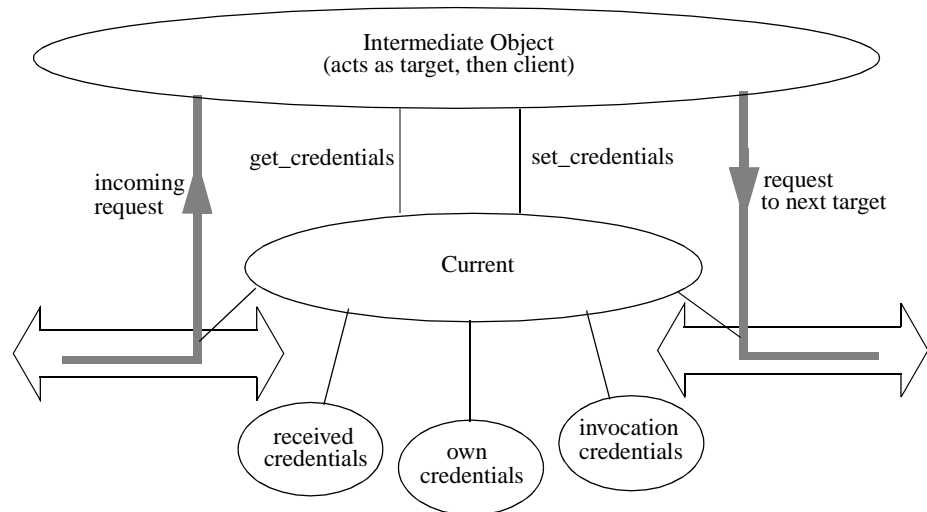 Intermediate Object
(acts as target, then client)
get_credentials
set_credentials
incoming
request
request
to next target
Current
received
credentials
own
credentials
invocation
credentials